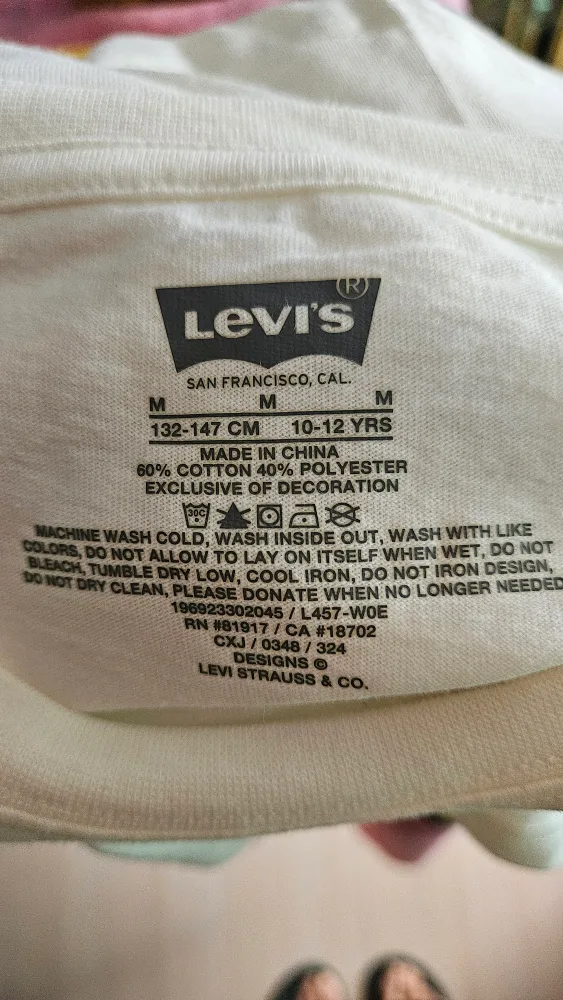 LEVI'S ®
SAN FRANCISCO, CAL.
M M M
132-147 CM 10-12 YRS
MADE IN CHINA
60% COTTON 40% POLYESTER
EXCLUSIVE OF DECORATION
30C
MACHINE WASH COLD, WASH INSIDE OUT, WASH WITH LIKE
COLORS, DO NOT ALLOW TO LAY ON ITSELF WHEN WET, DO NOT
BLEACH, TUMBLE DRY LOW, COOL IRON, DO NOT IRON DESIGN,
DO NOT DRY CLEAN, PLEASE DONATE WHEN NO LONGER NEEDED
196923302045 / L457-W0E
RN #81917 / CA #18702
CXJ / 0348 / 324
DESIGNS ©
LEVI STRAUSS & CO.